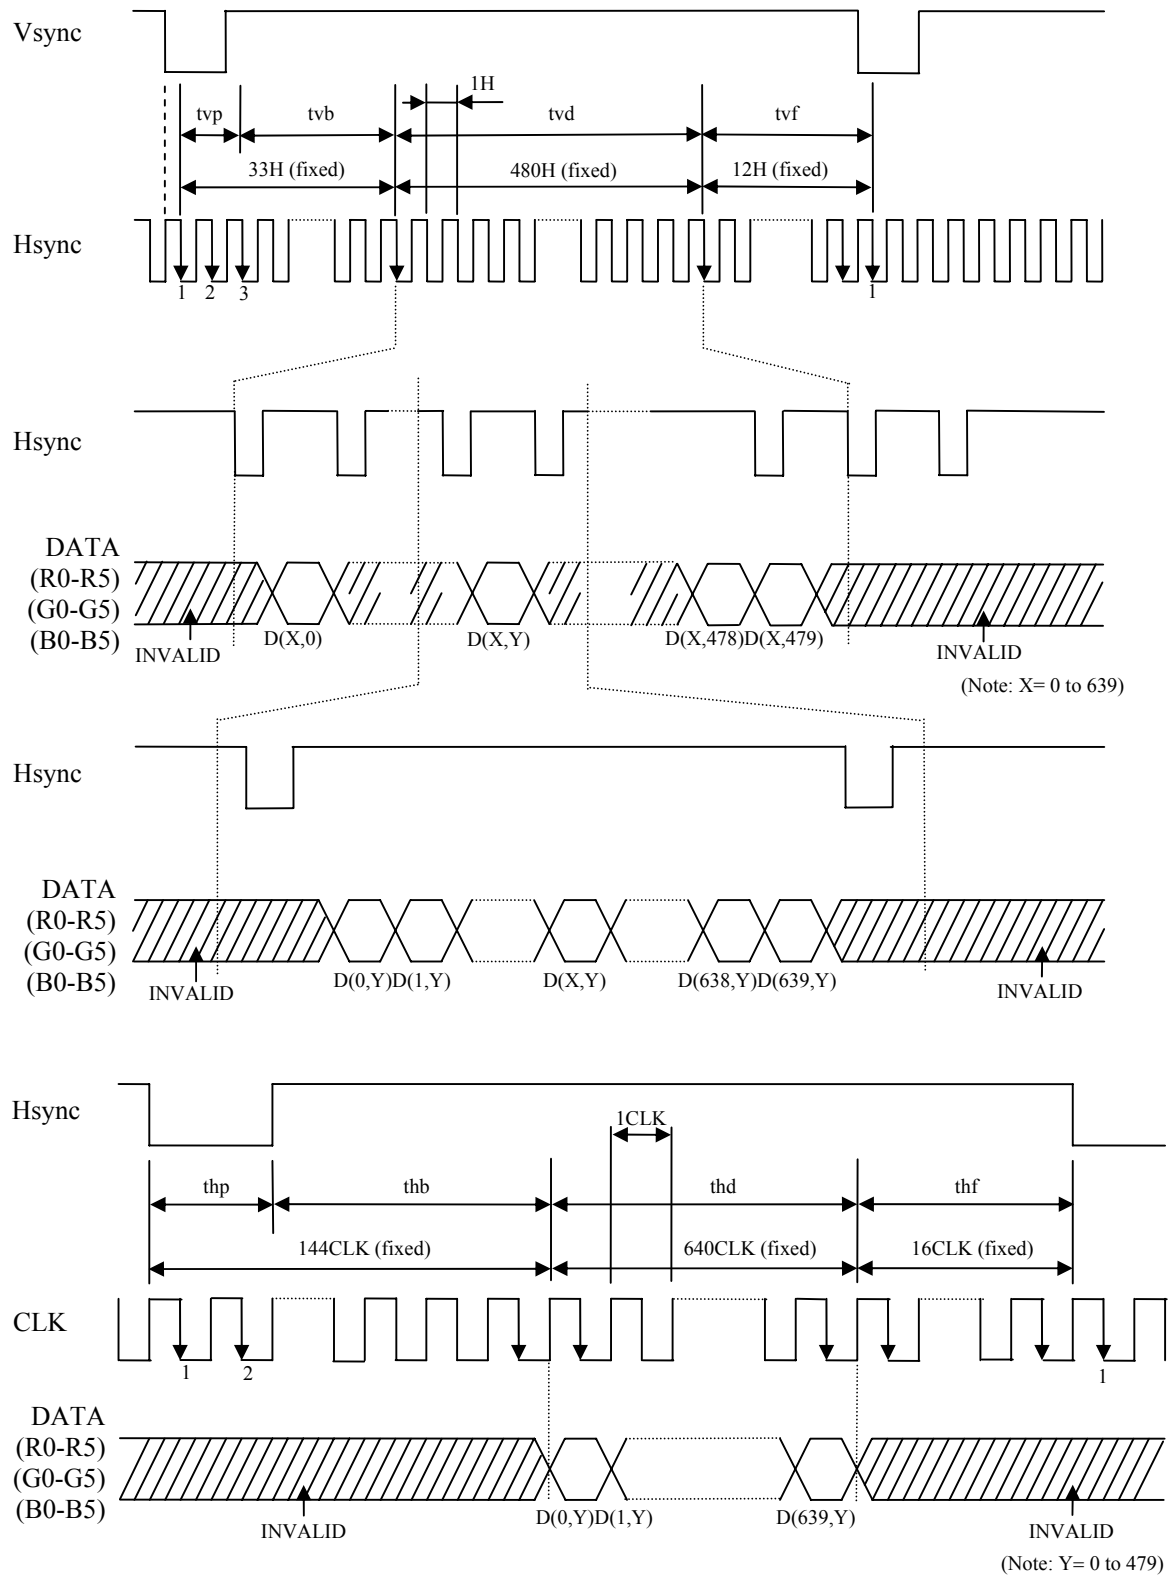 Vsync
1H
tvp tvb tvd tvf
33H (fixed) 480H (fixed) 12H (fixed)
Hsync
1 2 3 1
Hsync
DATA
(R0-R5)
(G0-G5)
(B0-B5)
D(X,0) D(X,Y) D(X,478)D(X,479)
INVALID INVALID
(Note: X= 0 to 639)
Hsync
DATA
(R0-R5)
(G0-G5)
(B0-B5)
D(0,Y)D(1,Y) D(X,Y) D(638,Y)D(639,Y)
INVALID INVALID
Hsync
1CLK
thp thb thd thf
144CLK (fixed) 640CLK (fixed) 16CLK (fixed)
CLK
1 2 1
DATA
(R0-R5)
(G0-G5)
(B0-B5)
D(0,Y)D(1,Y) D(639,Y)
INVALID INVALID
(Note: Y= 0 to 479)